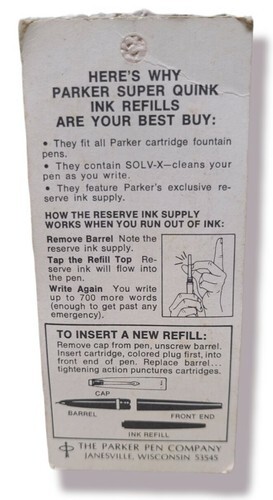 HERE'S WHY
PARKER SUPER QUINK
INK REFILLS
ARE YOUR BEST BUY:
• They fit all Parker cartridge fountain
pens.
• They contain SOLV-X—cleans your
pen as you write.
• They feature Parker's exclusive re-
serve ink supply.
HOW THE RESERVE INK SUPPLY
WORKS WHEN YOU RUN OUT OF INK:
Remove Barrel Note the
reserve ink supply.
Tap the Refill Top Re-
serve ink will flow into
the pen.
Write Again You write
up to 700 more words
(enough to get past any
emergency).
TO INSERT A NEW REFILL:
Remove cap from pen, unscrew barrel.
Insert cartridge, colored plug first, into
front end of pen. Replace barrel...
tightening action punctures cartridges.
CAP
BARREL
FRONT END
INK REFILL
THE PARKER PEN COMPANY
JANESVILLE, WISCONSIN 53545